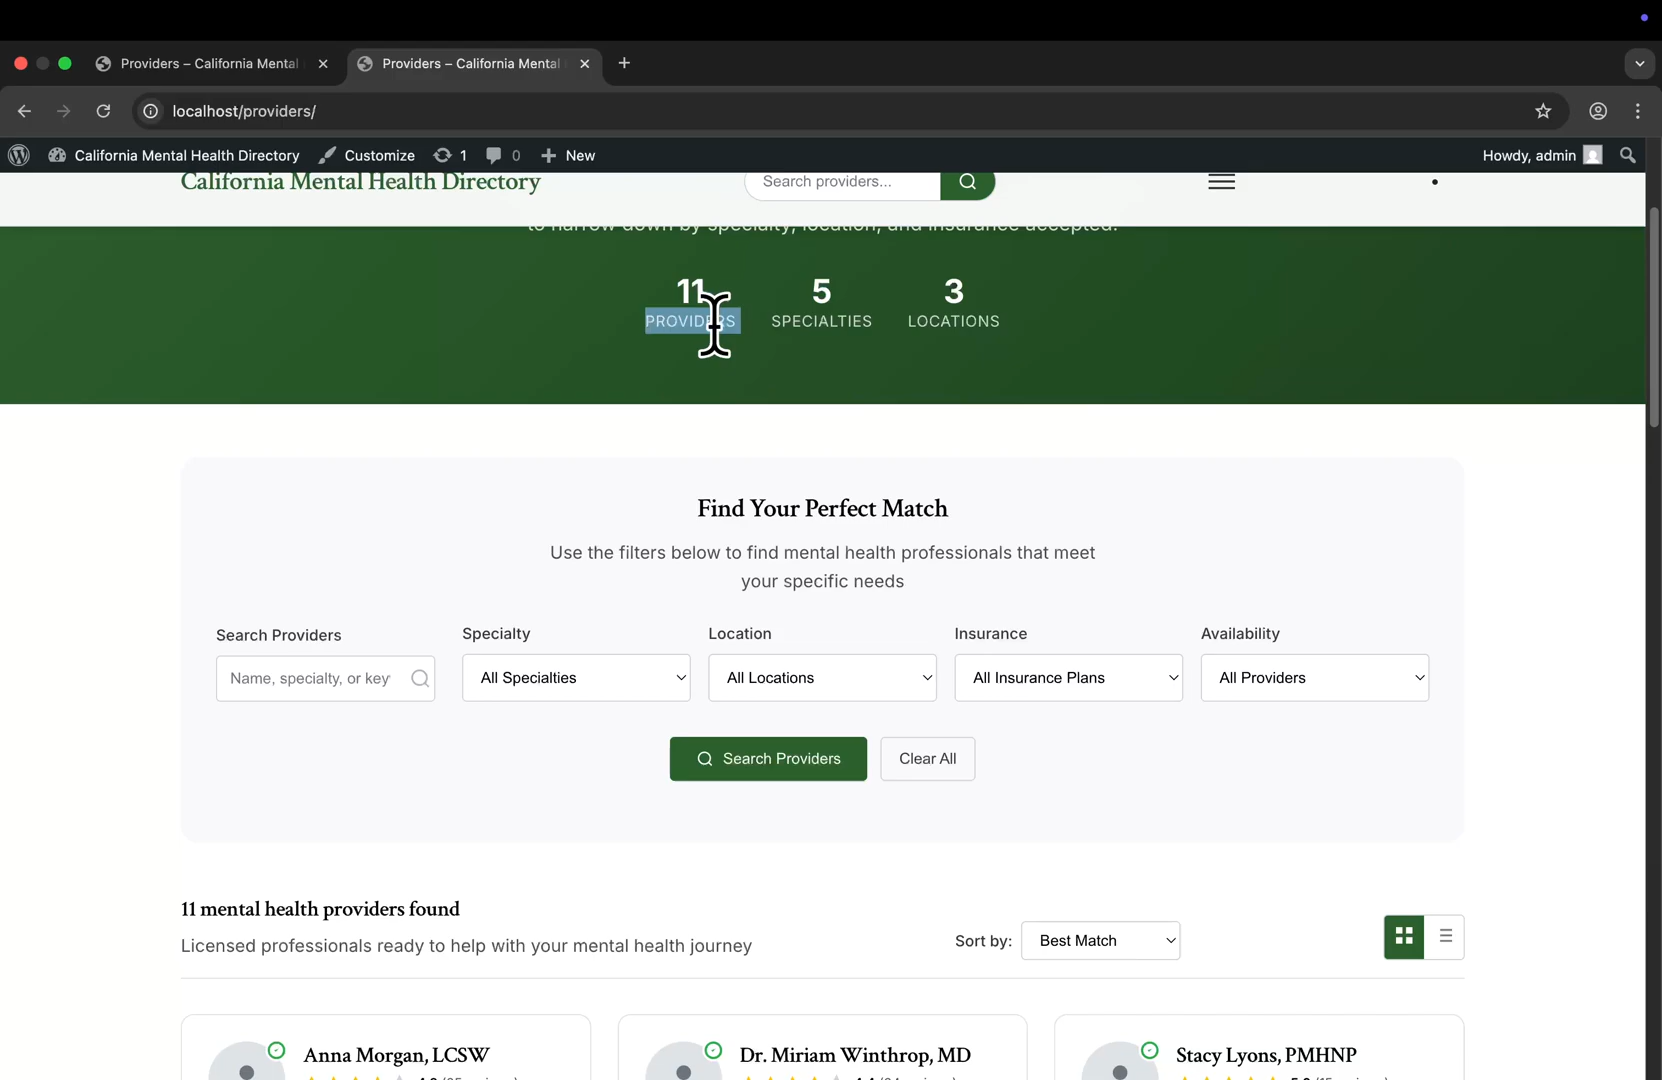 Providers – California Mental
Providers – California Mental
localhost/providers/
California Mental Health Directory
Customize
1
0
New
Howdy, admin
California Mental Health Directory
Search providers...
to narrow down by specialty, location, and insurance accepted.
11
5
3
PROVIDERS
SPECIALTIES
LOCATIONS
Find Your Perfect Match
Use the filters below to find mental health professionals that meet
your specific needs
Search Providers
Specialty
Location
Insurance
Availability
Name, specialty, or key
All Specialties
All Locations
All Insurance Plans
All Providers
Search Providers
Clear All
11 mental health providers found
Licensed professionals ready to help with your mental health journey
Sort by:
Best Match
Anna Morgan, LCSW
Dr. Miriam Winthrop, MD
Stacy Lyons, PMHNP